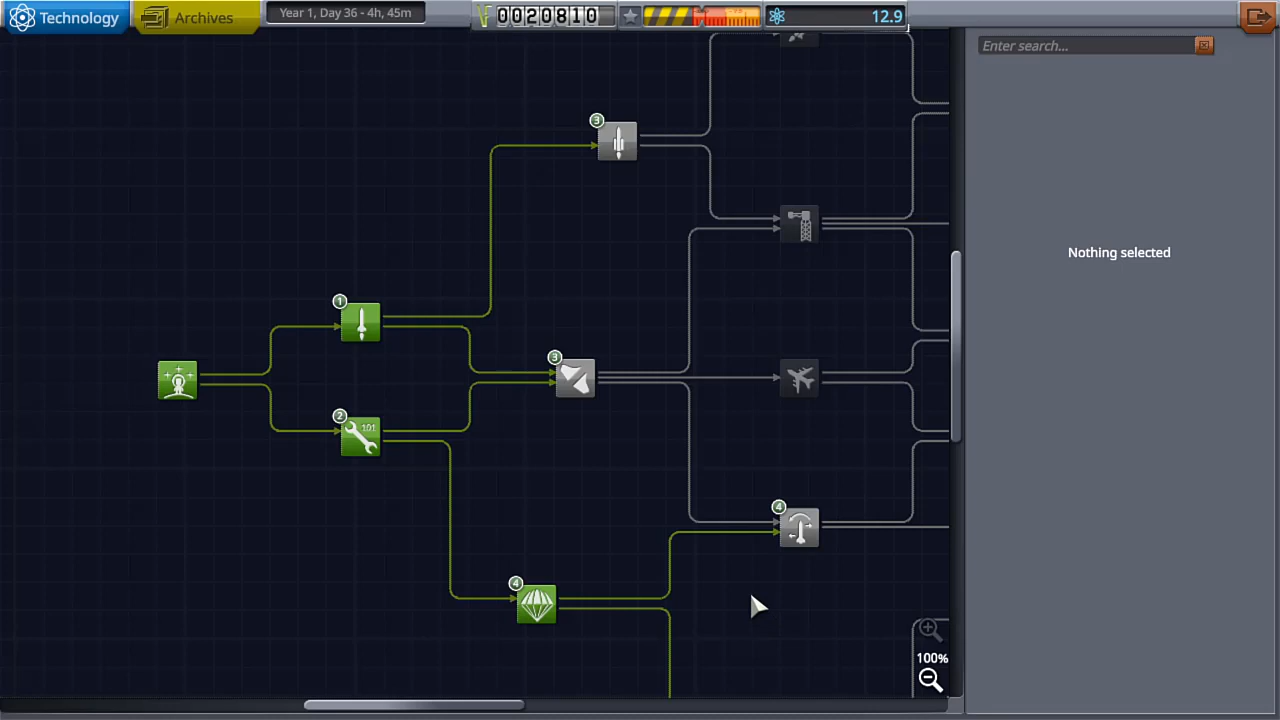 Technology
Archives
Year 1, Day 36 - 4h, 45m
0020810
12.9
Enter search...
3
Nothing selected
1
3
2
101
4
4
100%